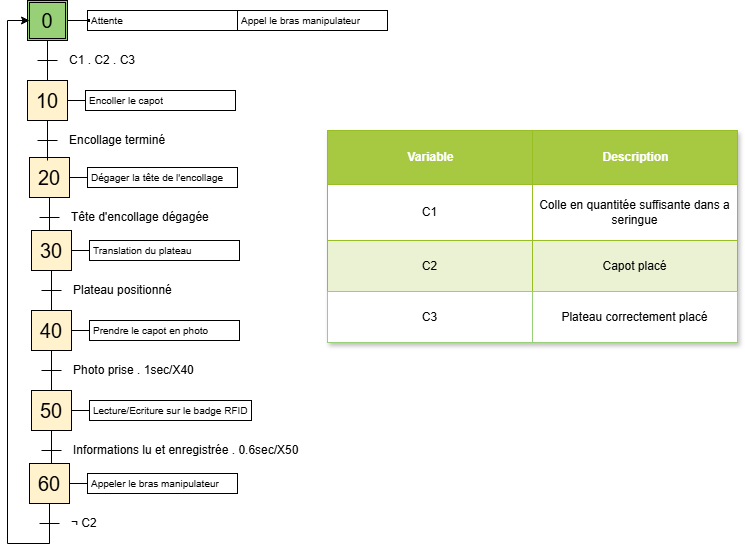 0
Attente
Appel le bras manipulateur
C1 . C2 . C3
10
Encoller le capot
Encollage terminé
20
Dégager la tête de l'encollage
Tête d'encollage dégagée
30
Translation du plateau
Plateau positionné
40
Prendre le capot en photo
Photo prise . 1sec/X40
50
Lecture/Ecriture sur le badge RFID
Informations lu et enregistrée . 0.6sec/X50
60
Appeler le bras manipulateur
¬ C2
Variable
Description
C1
Colle en quantitée suffisante dans a
seringue
C2
Capot placé
C3
Plateau correctement placé